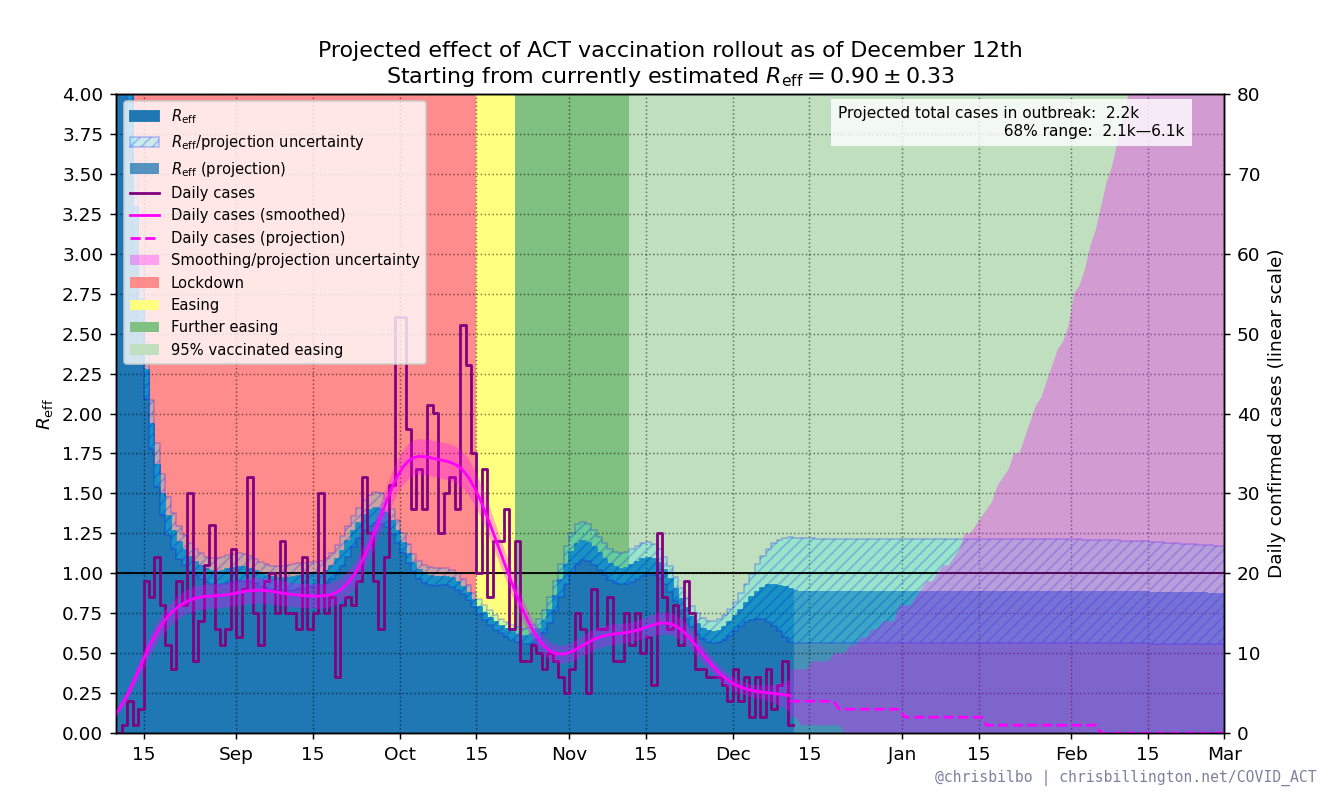 Projected effect of ACT vaccination rollout as of December 12th
Starting from currently estimated Reff = 0.90 ± 0.33
Reff
Reff/projection uncertainty
Reff (projection)
Daily cases
Daily cases (smoothed)
Daily cases (projection)
Smoothing/projection uncertainty
Lockdown
Easing
Further easing
95% vaccinated easing
Projected total cases in outbreak: 2.2k
68% range: 2.1k—6.1k
4.00
3.75
3.50
3.25
3.00
2.75
2.50
2.25
2.00
1.75
1.50
1.25
1.00
0.75
0.50
0.25
0.00
Reff
80
70
60
50
40
30
20
10
0
Daily confirmed cases (linear scale)
15 Sep 15 Oct 15 Nov 15 Dec 15 Jan 15 Feb 15 Mar
@chrisbilbo | chrisbillington.net/COVID_ACT